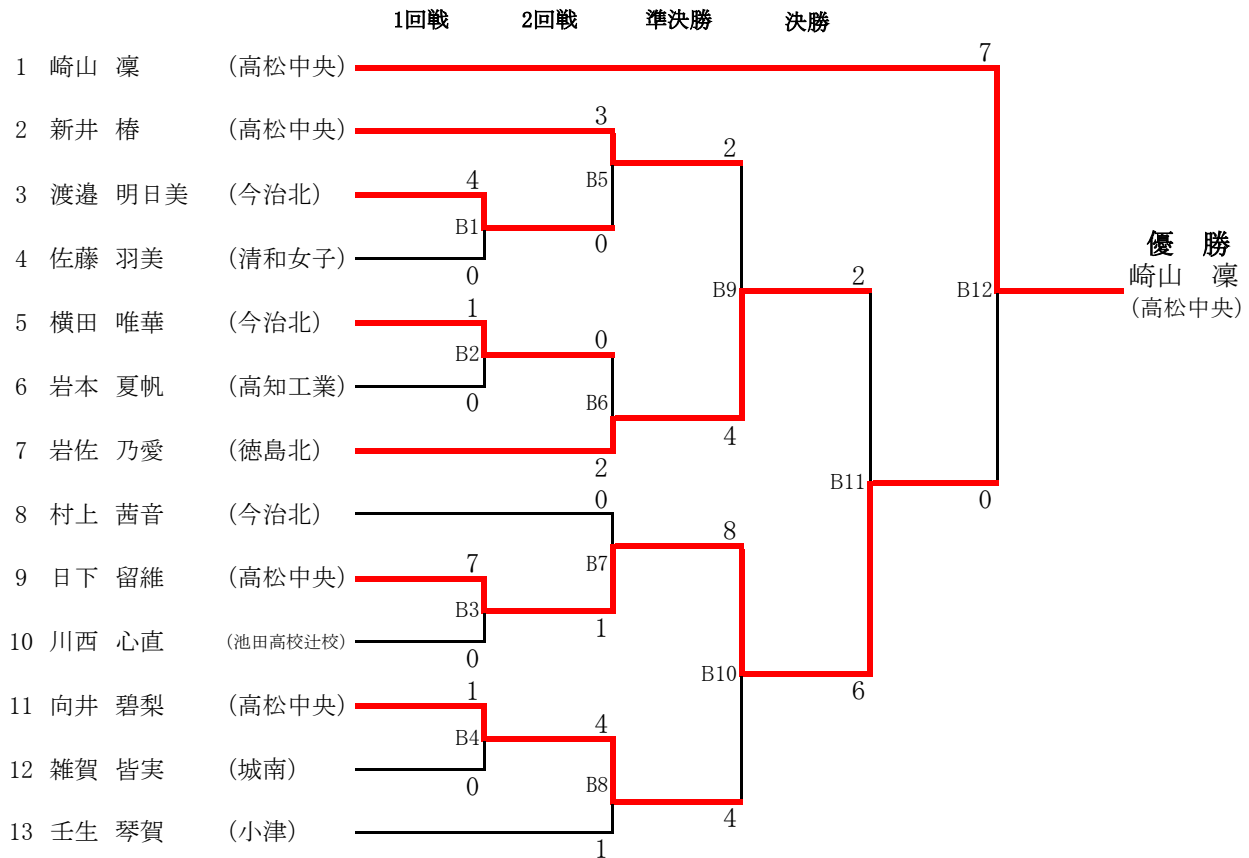 1回戦 2回戦 準決勝 決勝
7
1 崎山 凜 (高松中央)
3
2 新井 椿 (高松中央)
2
B5
4
3 渡邉 明日美 (今治北)
B1
0
4 佐藤 羽美 (清和女子)
0
優 勝
崎山 凜
(高松中央)
B9
2
B12
1
5 横田 唯華 (今治北)
0
B2
6 岩本 夏帆 (高知工業)
0
B6
4
7 岩佐 乃愛 (徳島北)
2
B11
0
0
8 村上 茜音 (今治北)
8
7
B7
9 日下 留維 (高松中央)
B3
1
10 川西 心直 (池田高校辻校)
0
B10
1
6
11 向井 碧梨 (高松中央)
4
B4
12 雑賀 皆実 (城南)
0
B8
4
13 壬生 琴賀 (小津)
1